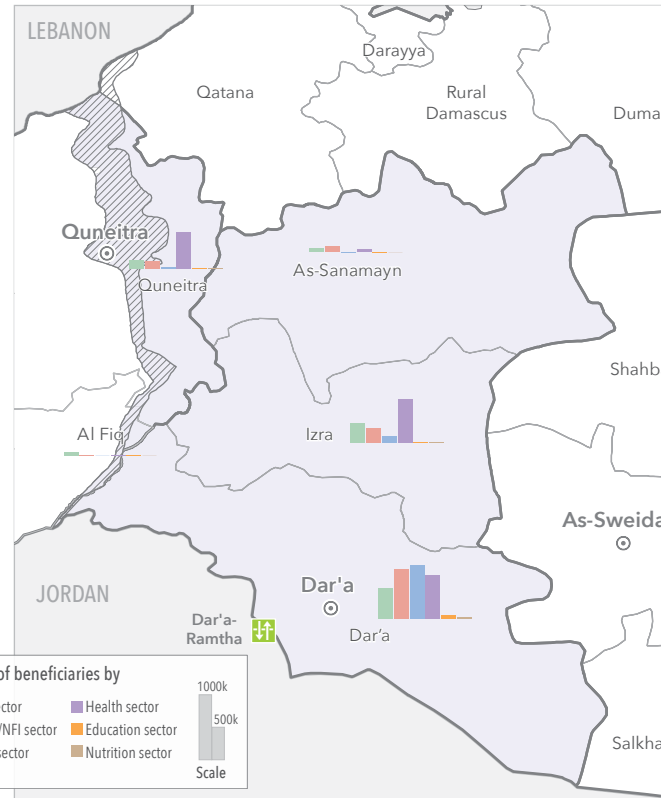 LEBANON
Darayya
Qatana
Rural
Damascus
Duma
Quneitra
Quneitra
As-Sanamayn
Shahb
Al Fiq
Izra
As-Sweida
JORDAN
Dar'a
Dar'a-
Ramtha
Dar'a
Salkha
of beneficiaries by
ector
Health sector
/NFI sector
Education sector
sector
Nutrition sector
1000k
500k
Scale